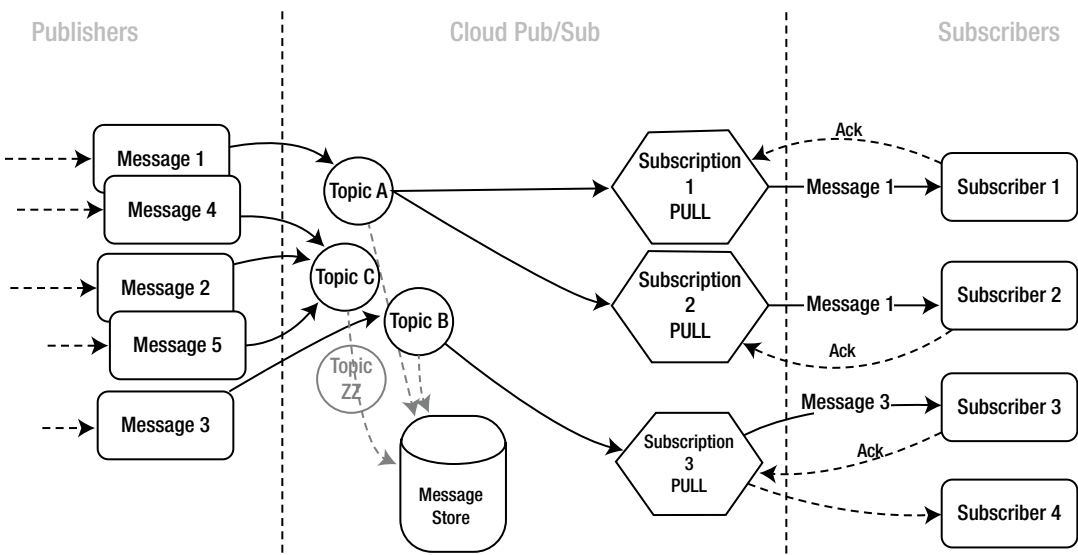 Publishers
Cloud Pub/Sub
Subscribers
Message 1
Message 4
Message 2
Message 5
Message 3
Topic A
Topic C
Topic B
Topic
ZZ
Message
Store
Subscription
1
PULL
Subscription
2
PULL
Subscription
3
PULL
Ack
Message 1
Message 1
Ack
Message 3
Ack
Subscriber 1
Subscriber 2
Subscriber 3
Subscriber 4